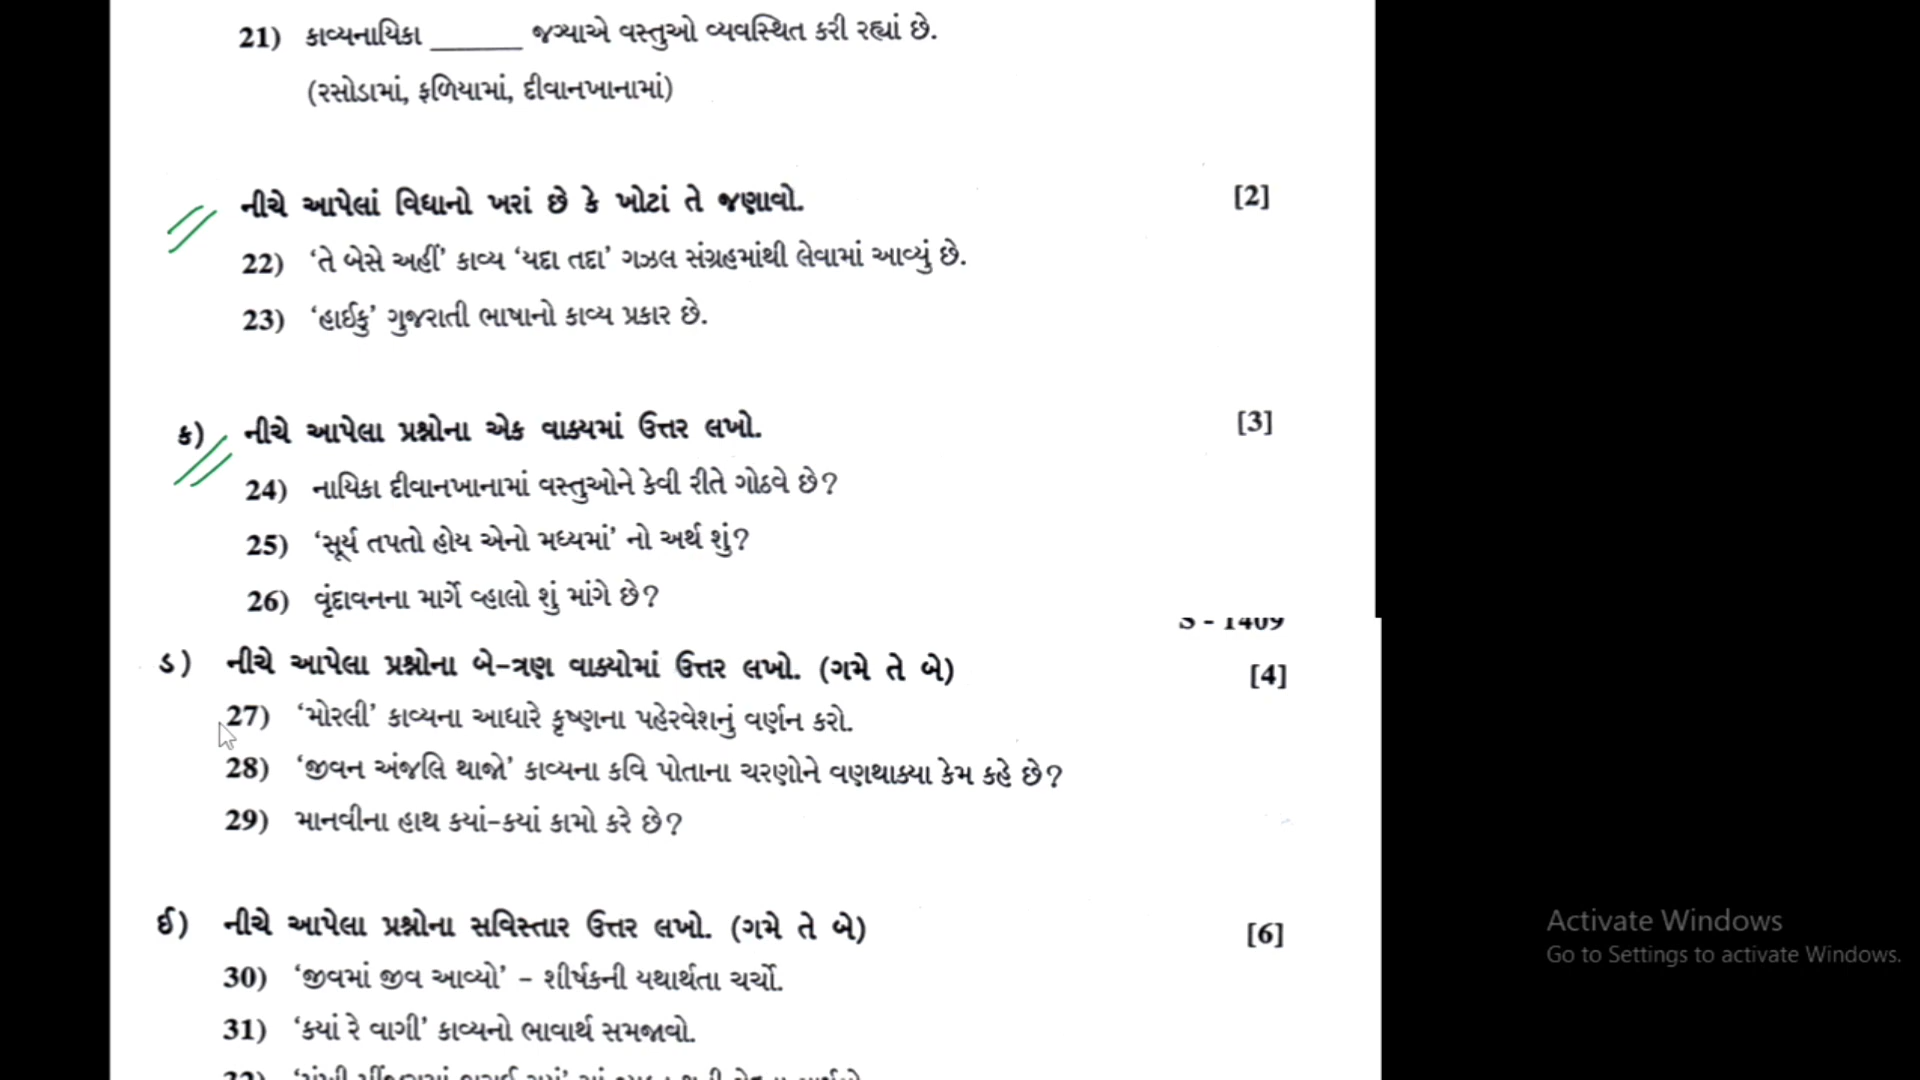 21) કાવ્યનાયિકા ______ જગ્યાએ વસ્તુઓ વ્યવસ્થિત કરી રહ્યાં છે.
(રસોડામાં, ફળિયામાં, દીવાનખાનામાં)
નીચે આપેલાં વિધાનો ખરાં છે કે ખોટાં તે જણાવો. [2]
22) ‘તે બેસે અહીં’ કાવ્ય ‘યદા તદા’ ગઝલ સંગ્રહમાંથી લેવામાં આવ્યું છે.
23) ‘હાઈકુ’ ગુજરાતી ભાષાનો કાવ્ય પ્રકાર છે.
ક) નીચે આપેલા પ્રશ્નોના એક વાક્યમાં ઉત્તર લખો. [3]
24) નાયિકા દીવાનખાનામાં વસ્તુઓને કેવી રીતે ગોઠવે છે?
25) ‘સૂર્ય તપતો હોય એનો મધ્યમાં’ નો અર્થ શું?
26) વૃંદાવનના માર્ગે વ્હાલો શું માંગે છે?
S - 1409
ડ) નીચે આપેલા પ્રશ્નોના બે-ત્રણ વાક્યોમાં ઉત્તર લખો. (ગમે તે બે) [4]
27) ‘મોરલી’ કાવ્યના આધારે કૃષ્ણના પહેરવેશનું વર્ણન કરો.
28) ‘જીવન અંજલિ થાજો’ કાવ્યના કવિ પોતાના ચરણોને વણથાક્યા કેમ કહે છે?
29) માનવીના હાથ ક્યાં-ક્યાં કામો કરે છે?
ઈ) નીચે આપેલા પ્રશ્નોના સવિસ્તાર ઉત્તર લખો. (ગમે તે બે) [6]
30) ‘જીવમાં જીવ આવ્યો’ - શીર્ષકની યથાર્થતા ચર્ચો.
31) ‘ક્યાં રે વાગી’ કાવ્યનો ભાવાર્થ સમજાવો.
32)
Activate Windows
Go to Settings to activate Windows.